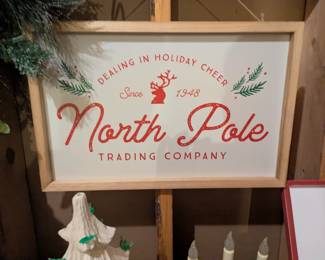 DEALING IN HOLIDAY CHEER
Since 1948
North Pole
TRADING COMPANY